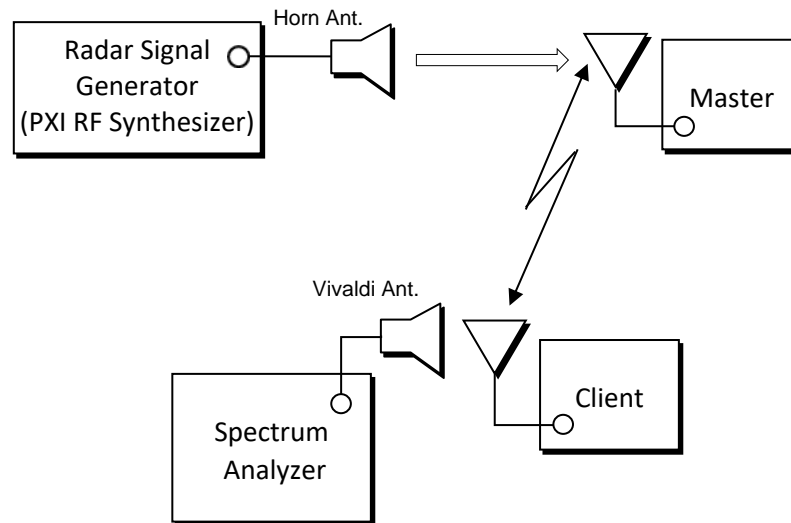 Horn Ant.
Radar Signal
Generator
(PXI RF Synthesizer)
Master
Vivaldi Ant.
Spectrum
Analyzer
Client